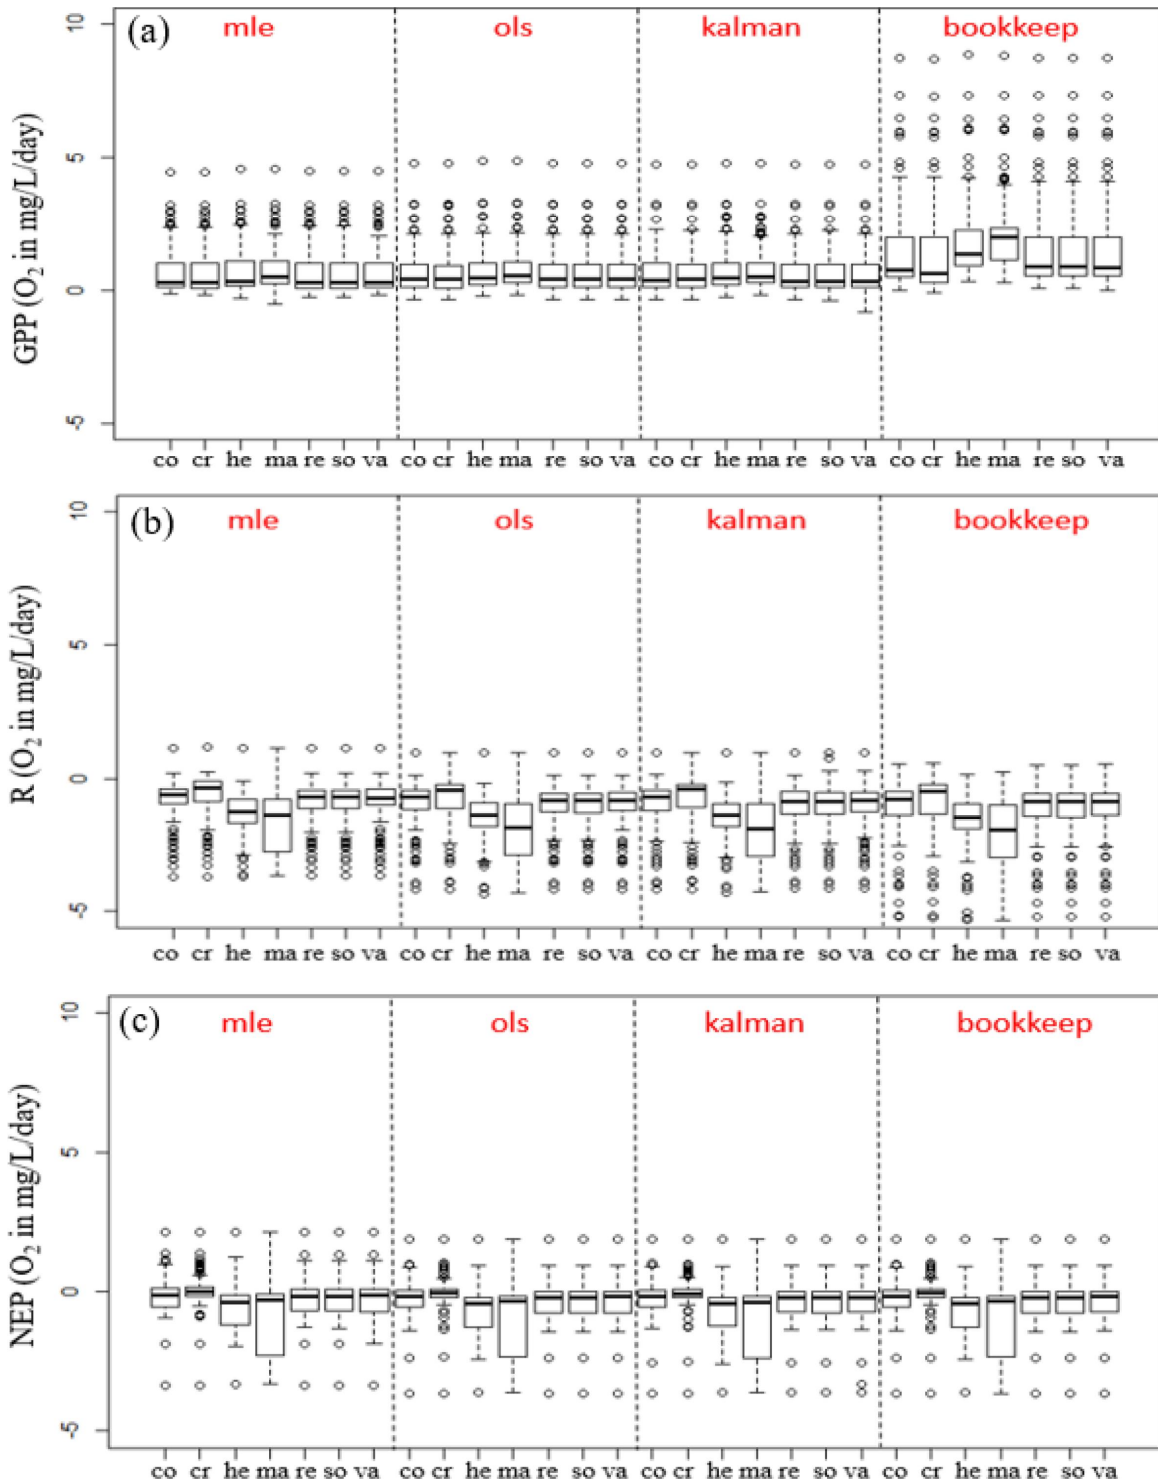 (a)
mle ols kalman bookkeep
GPP (O₂ in mg/L/day)
10
5
0
-5
co cr he ma re so va co cr he ma re so va co cr he ma re so va co cr he ma re so va
(b)
mle ols kalman bookkeep
R (O₂ in mg/L/day)
10
5
0
-5
co cr he ma re so va co cr he ma re so va co cr he ma re so va co cr he ma re so va
(c)
mle ols kalman bookkeep
NEP (O₂ in mg/L/day)
10
5
0
-5
co cr he ma re so va co cr he ma re so va co cr he ma re so va co cr he ma re so va